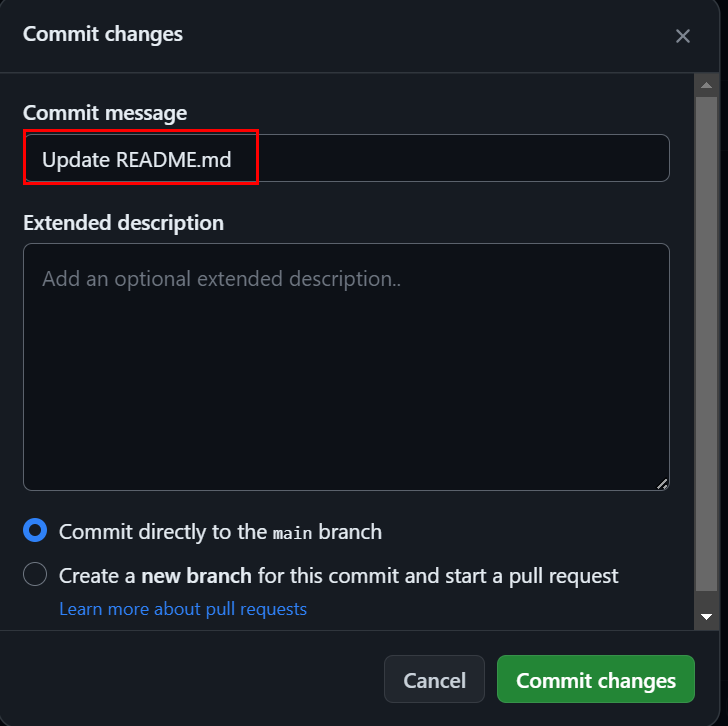 Commit changes
Commit message
Update README.md
Extended description
Add an optional extended description..
Commit directly to the main branch
Create a new branch for this commit and start a pull request
Learn more about pull requests
Cancel
Commit changes